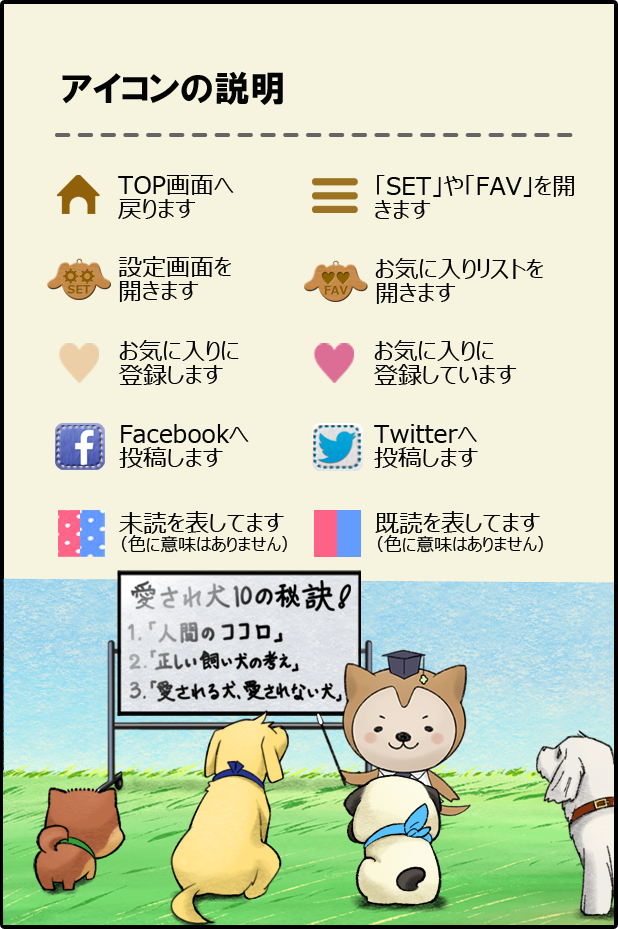 アイコンの説明
TOP画面へ
戻ります
「SET」や「FAV」を開
きます
SET
設定画面を
開きます
FAV
お気に入りリストを
開きます
お気に入りに
登録します
お気に入りに
登録しています
Facebookへ
投稿します
Twitterへ
投稿します
未読を表してます
（色に意味はありません）
既読を表してます
（色に意味はありません）
愛され犬10の秘訣!
1.「人間のココロ」
2.「正しい飼い犬の考え」
3.「愛される犬、愛されない犬」